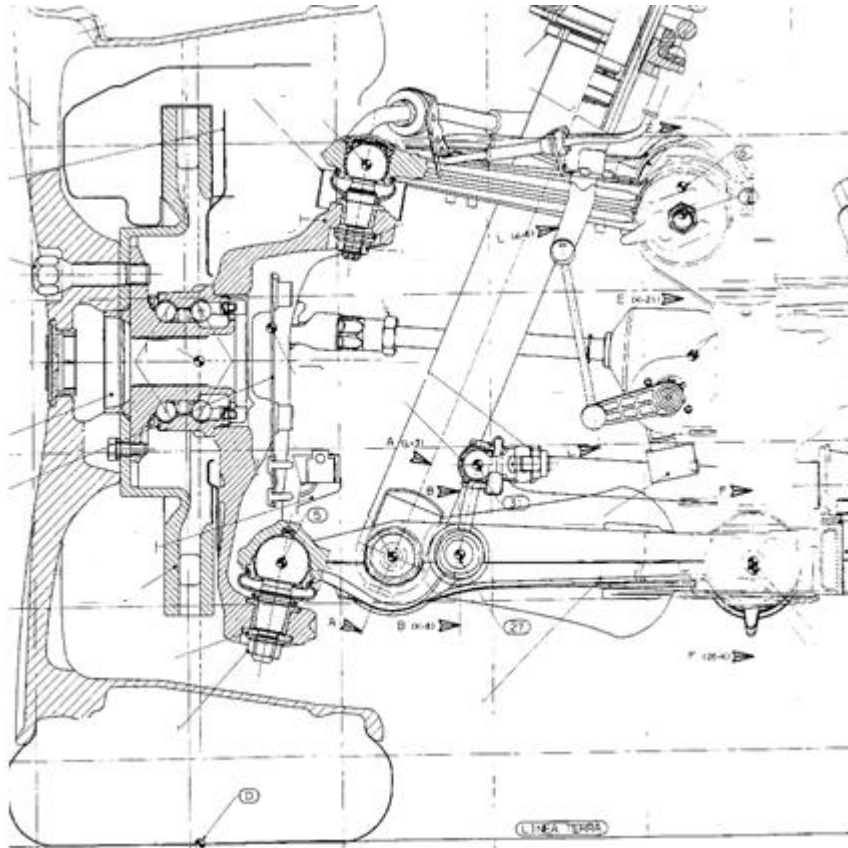 E
L (K-6)
E (K-21)
A (L-3)
L
B
F
5
A
B (K-8)
27
F (26-K)
D
LINEA TERRA